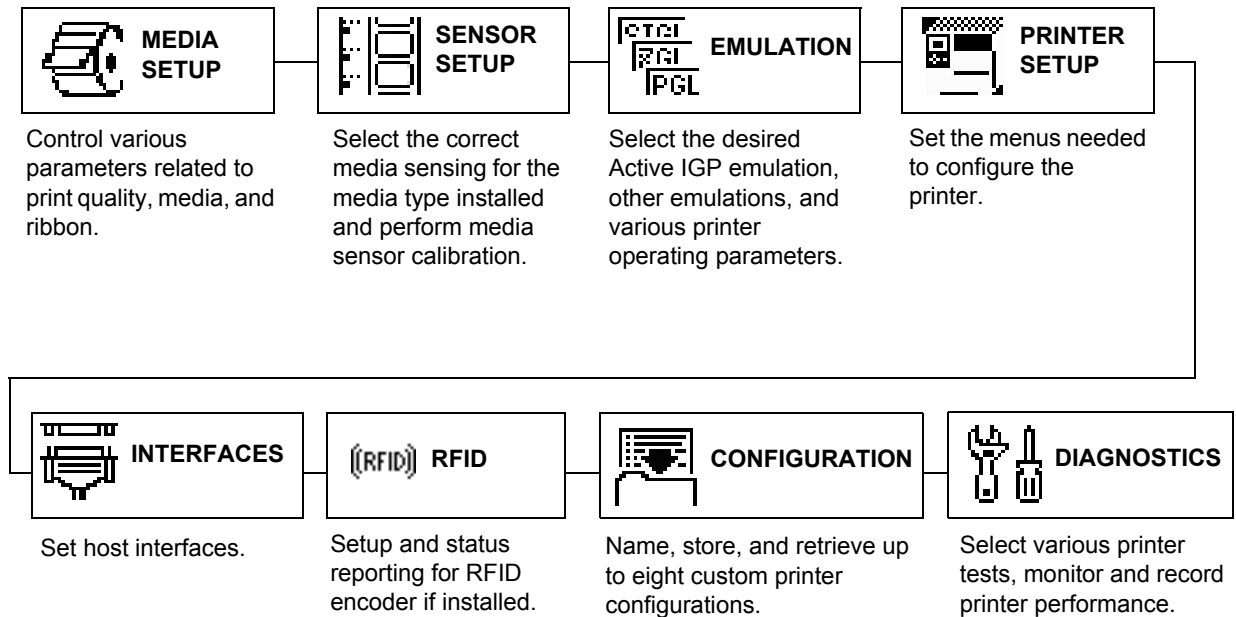 MEDIA
SETUP
SENSOR
SETUP
CTGL
ZGL
PGL
EMULATION
PRINTER
SETUP
Control various
parameters related to
print quality, media, and
ribbon.
Select the correct
media sensing for the
media type installed
and perform media
sensor calibration.
Select the desired
Active IGP emulation,
other emulations, and
various printer
operating parameters.
Set the menus needed
to configure the
printer.
INTERFACES
((RFID)) RFID
CONFIGURATION
DIAGNOSTICS
Set host interfaces.
Setup and status
reporting for RFID
encoder if installed.
Name, store, and retrieve up
to eight custom printer
configurations.
Select various printer
tests, monitor and record
printer performance.